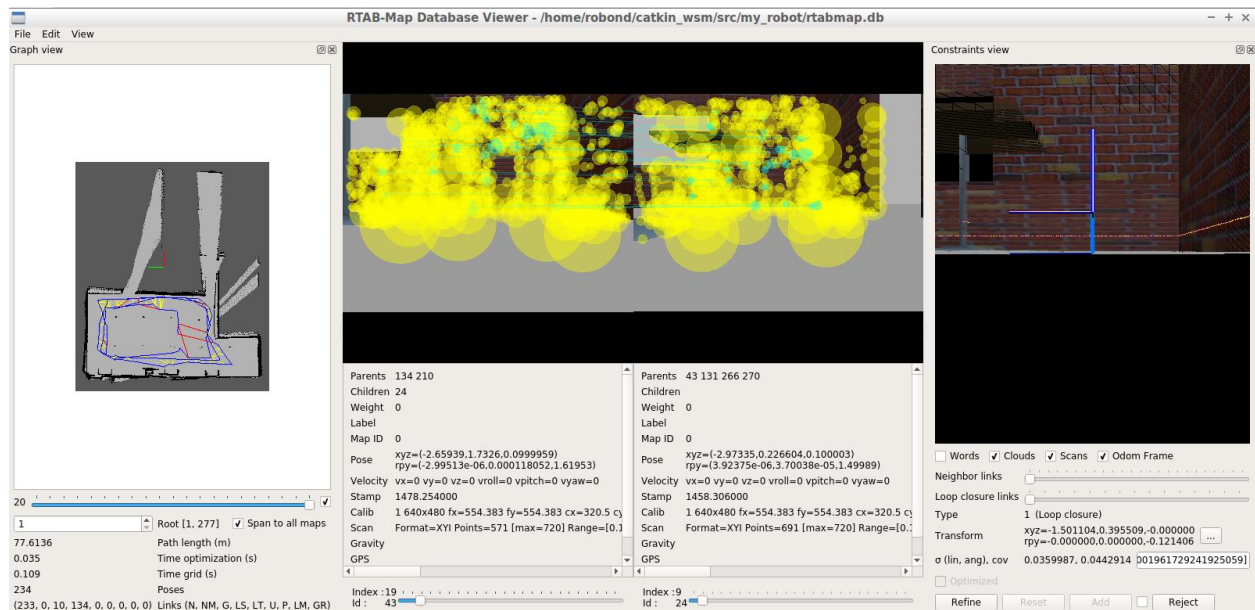 RTAB-Map Database Viewer - /home/robond/catkin_wsm/src/my_robot/rtabmap.db
File Edit View
Graph view
20
1 Root [1, 277] Span to all maps
77.6136 Path length (m)
0.035 Time optimization (s)
0.109 Time grid (s)
234 Poses
(233, 0, 10, 134, 0, 0, 0, 0, 0) Links (N, NM, G, LS, LT, U, P, LM, GR)
Parents 134 210
Children 24
Weight 0
Label
Map ID 0
Pose xyz=(-2.65939,1.7326,0.0999959)
rpy=(-2.99513e-06,0.000118052,1.61953)
Velocity vx=0 vy=0 vz=0 vroll=0 vpitch=0 vyaw=0
Stamp 1478.254000
Calib 1 640x480 fx=554.383 fy=554.383 cx=320.5 cy
Scan Format=XYI Points=571 [max=720] Range=[0.1
Gravity
GPS
Index :19
Id : 43
Parents 43 131 266 270
Children
Weight 0
Label
Map ID 0
Pose xyz=(-2.97335,0.226604,0.100003)
rpy=(3.92375e-06,3.70038e-05,1.49989)
Velocity vx=0 vy=0 vz=0 vroll=0 vpitch=0 vyaw=0
Stamp 1458.306000
Calib 1 640x480 fx=554.383 fy=554.383 cx=320.5 cy
Scan Format=XYI Points=691 [max=720] Range=[0.
Gravity
GPS
Index :9
Id : 24
Constraints view
Words Clouds Scans Odom Frame
Neighbor links
Loop closure links
Type 1 (Loop closure)
Transform xyz=-1.501104,0.395509,-0.000000
rpy=-0.000000,0.000000,-0.121406 ...
σ (lin, ang), cov 0.0359987, 0.0442914 001961729241925059]
Optimized
Refine Reset Add Reject